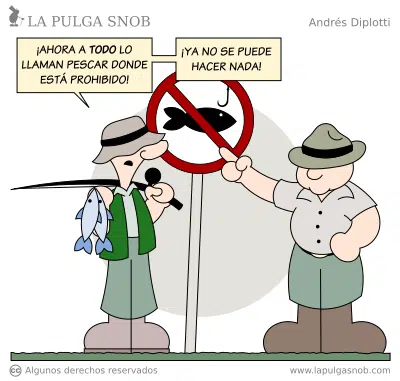 LA PULGA SNOB
Andrés Diplotti
¡AHORA A TODO LO
LLAMAN PESCAR DONDE
ESTÁ PROHIBIDO!
¡YA NO SE PUEDE
HACER NADA!
cc Algunos derechos reservados
www.lapulgasnob.com